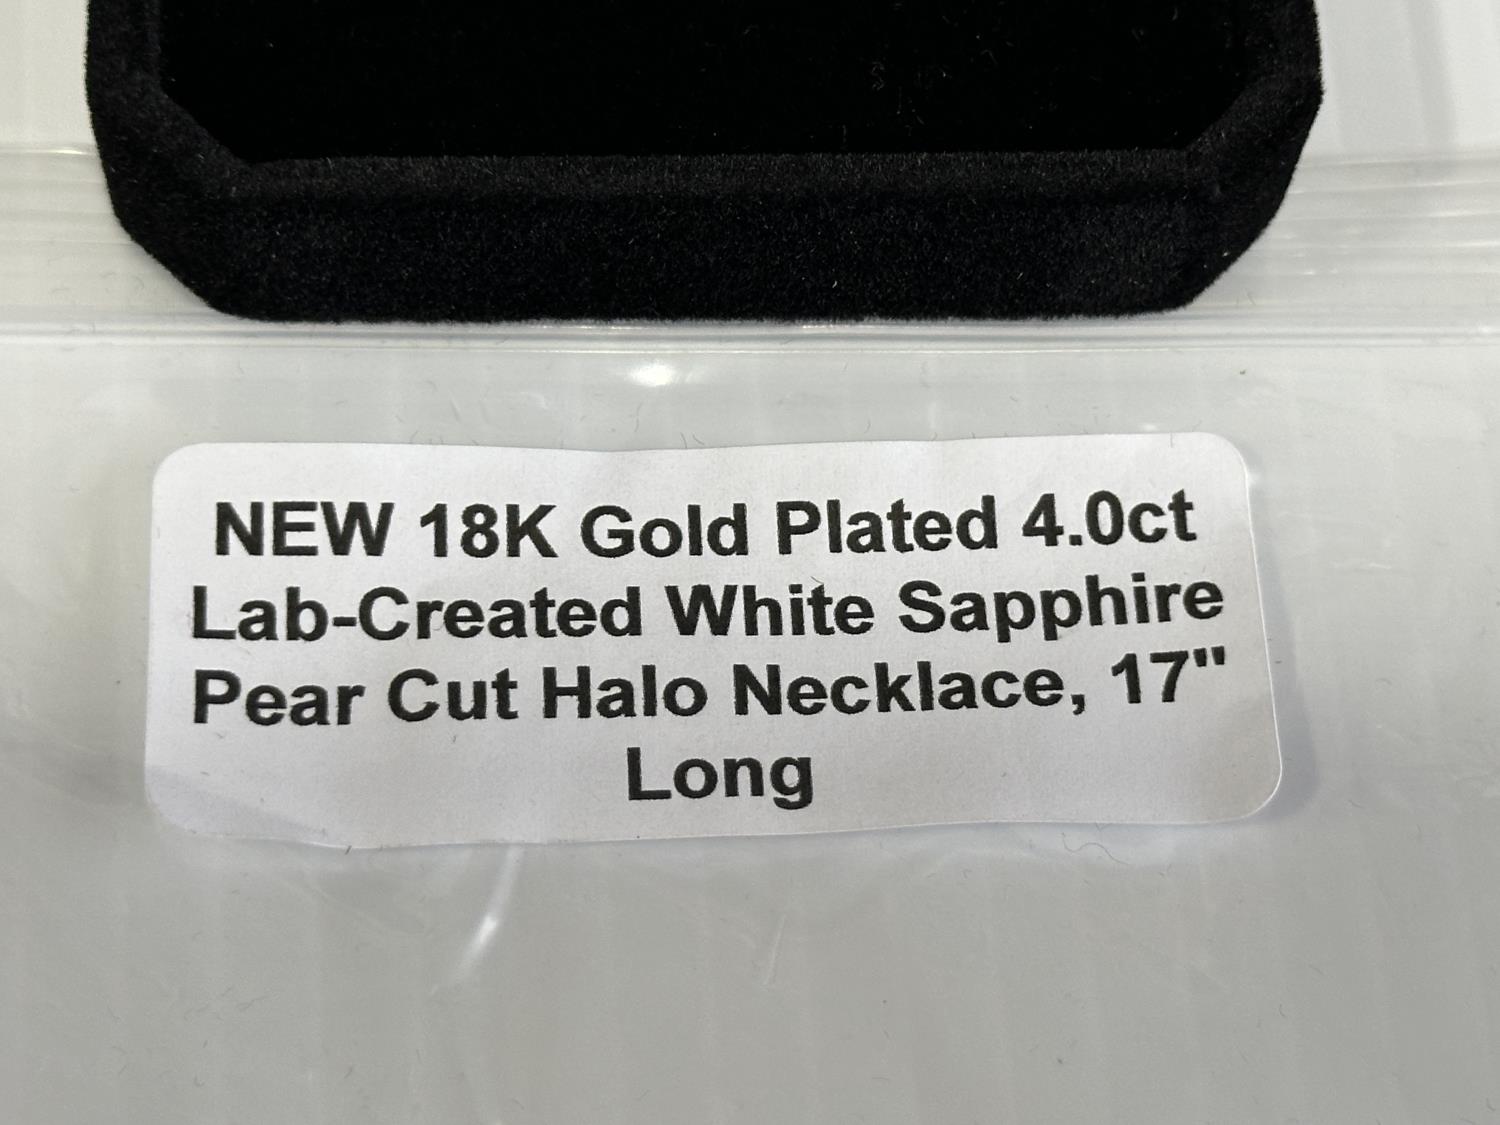 NEW 18K Gold Plated 4.0ct
Lab-Created White Sapphire
Pear Cut Halo Necklace, 17"
Long